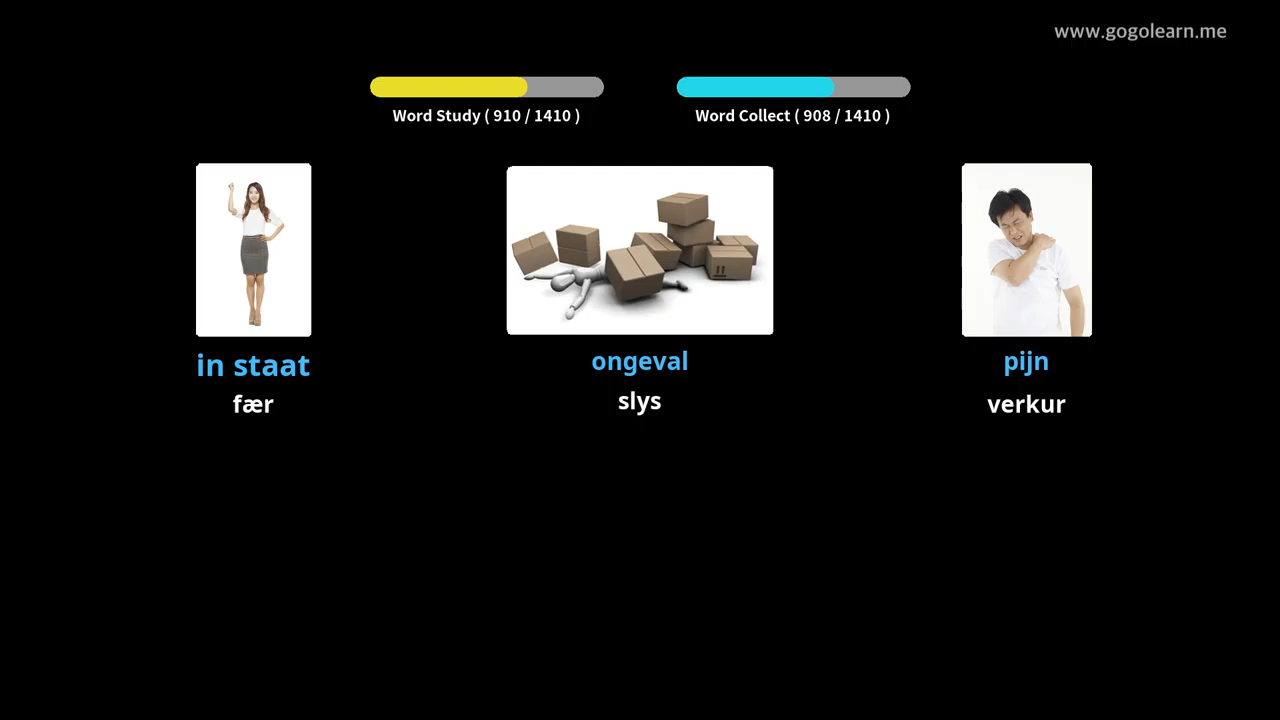 www.gogolearn.me
Word Study ( 910 / 1410 )
Word Collect ( 908 / 1410 )
in staat
fær
ongeval
slys
pijn
verkur